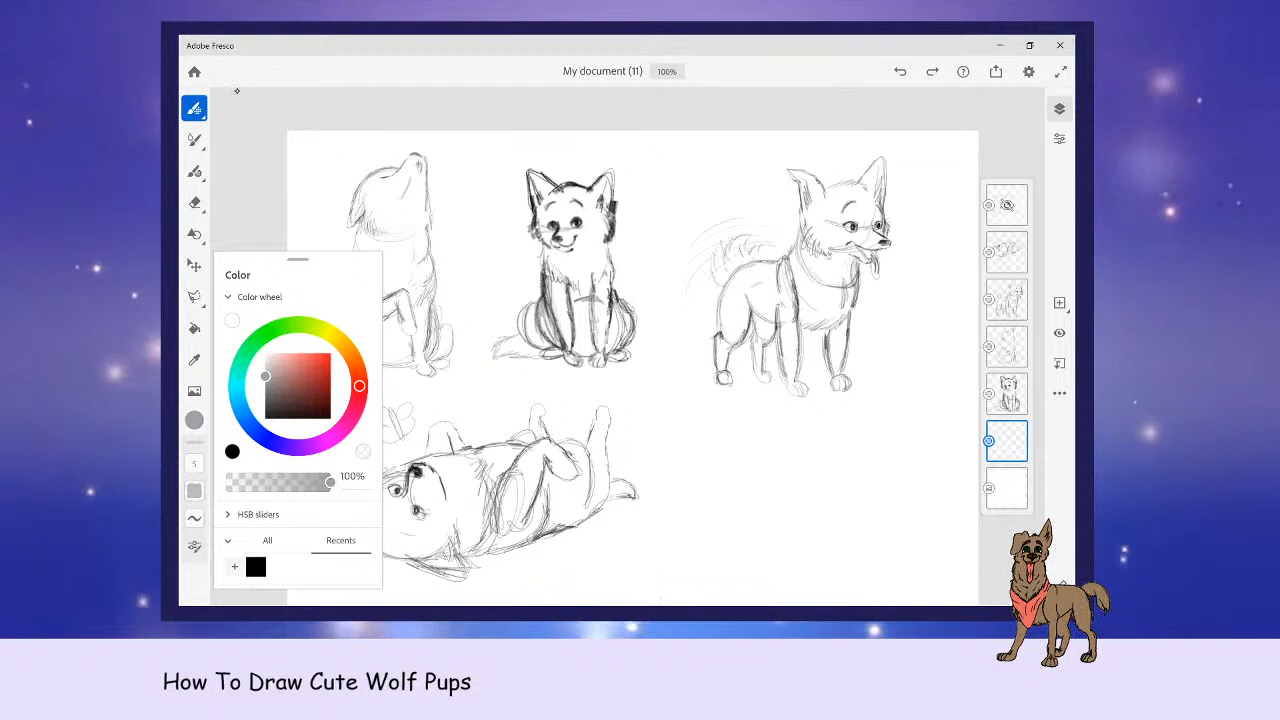 Adobe Fresco
My document (11) 100%
Color
Color wheel
5
100%
HSB sliders
All Recents
How To Draw Cute Wolf Pups